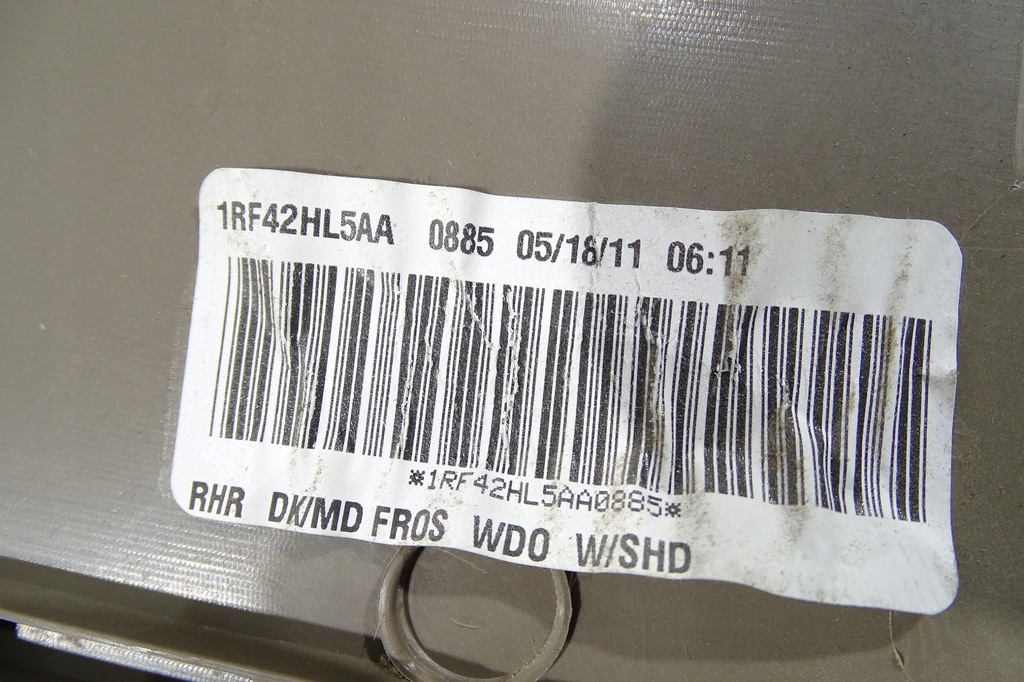 1RF42HL5AA 0885 05/18/11 06:11
*1RF42HL5AA0885*
RHR DK/MD FROS WDO W/SHD